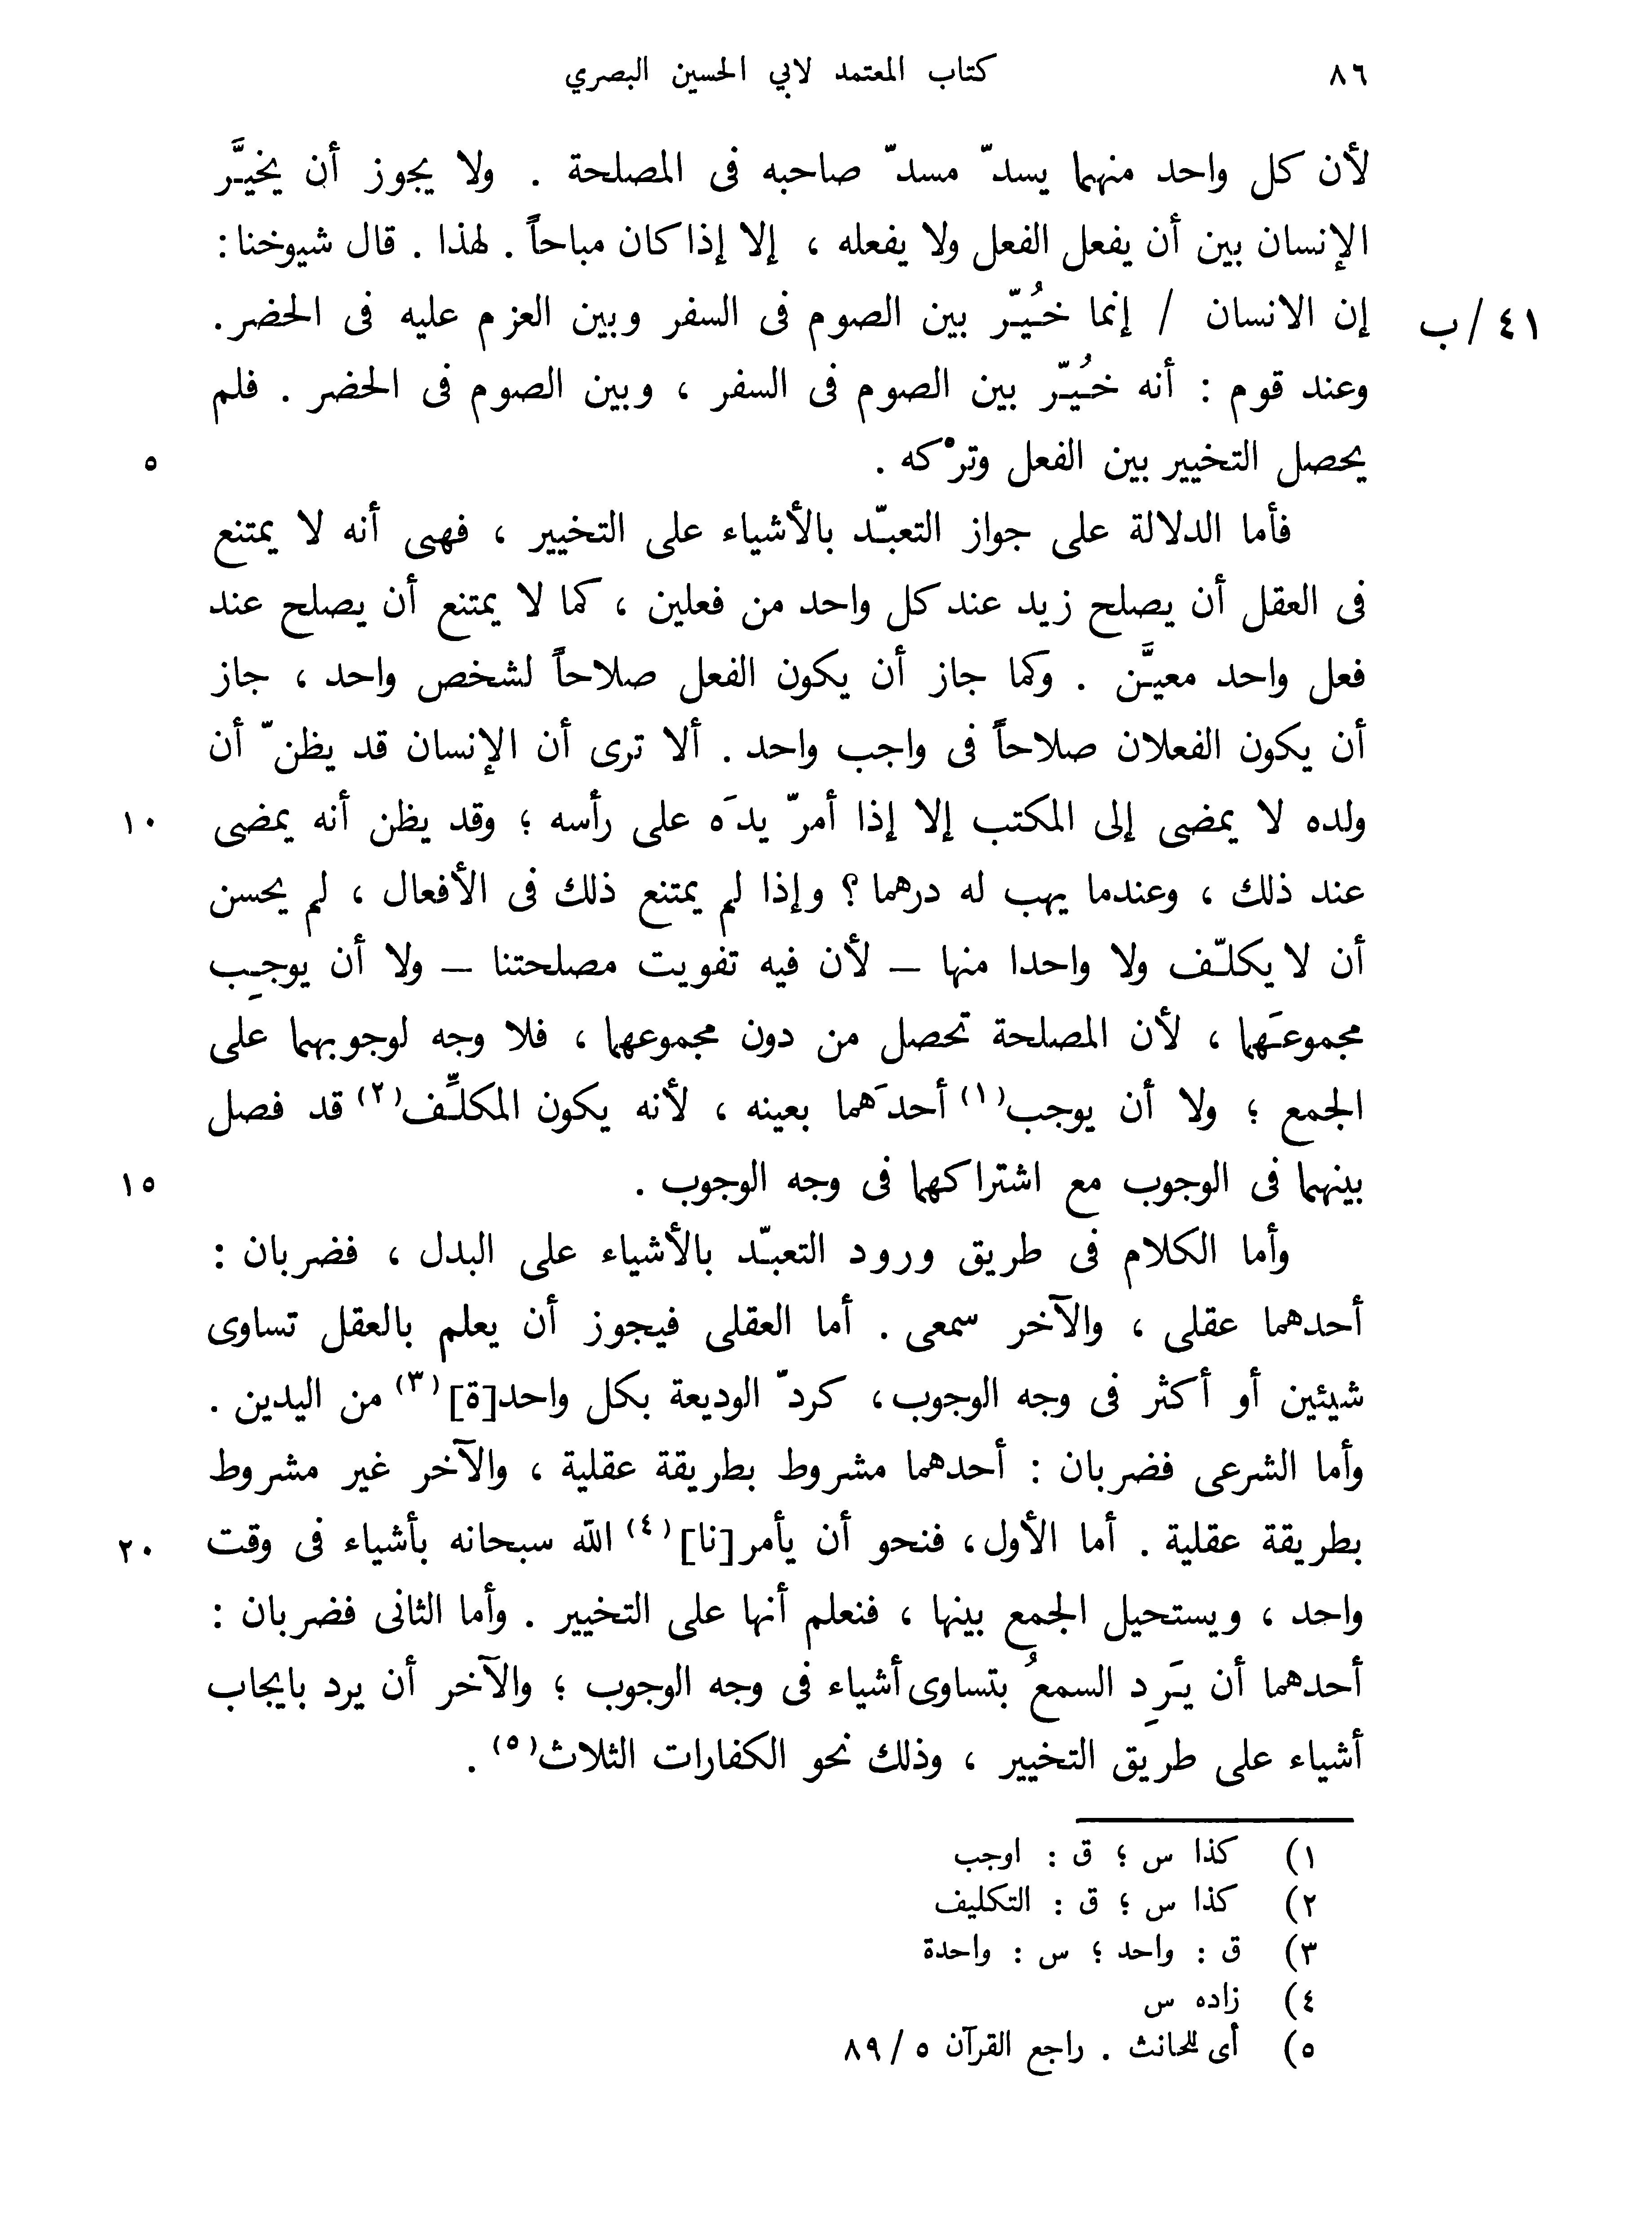 ٨٦ كتاب المعتمد لابي الحسين البصري
لأن كل واحد منهما يسدّ مسدّ صاحبه فى المصلحة . ولا يجوز أن يخيَّر
الإنسان بين أن يفعل الفعل ولا يفعله ، إلا إذا كان مباحاً . لهذا . قال شيوخنا :
٤١/ب إن الانسان / إنما خُيّر بين الصوم فى السفر وبين العزم عليه فى الحضر.
وعند قوم : أنه خُيّر بين الصوم فى السفر ، وبين الصوم فى الحضر . فلم
يحصل التخيير بين الفعل وترْكه . ٥
فأما الدلالة على جواز التعبّد بالأشياء على التخيير ، فهى أنه لا يمتنع
فى العقل أن يصلح زيد عند كل واحد من فعلين ، كما لا يمتنع أن يصلح عند
فعل واحد معيَّن . وكما جاز أن يكون الفعل صلاحاً لشخص واحد ، جاز
أن يكون الفعلان صلاحاً فى واجب واحد . ألا ترى أن الإنسان قد يظنّ أن
ولده لا يمضى إلى المكتب إلا إذا أمرّ يدَه على رأسه ؛ وقد يظن أنه يمضى ١٠
عند ذلك ، وعندما يهب له درهما ؟ وإذا لم يمتنع ذلك فى الأفعال ، لم يحسن
أن لا يكلّف ولا واحدا منها – لأن فيه تفويت مصلحتنا – ولا أن يوجِب
مجموعَهما ، لأن المصلحة تحصل من دون مجموعهما ، فلا وجه لوجوبهما على
الجمع ؛ ولا أن يوجب(١) أحدَهما بعينه ، لأنه يكون المكلِّف(٢) قد فصل
بينهما فى الوجوب مع اشتراكهما فى وجه الوجوب . ١٥
وأما الكلام فى طريق ورود التعبّد بالأشياء على البدل ، فضربان :
أحدهما عقلى ، والآخر سمعى . أما العقلى فيجوز أن يعلم بالعقل تساوى
شيئين أو أكثر فى وجه الوجوب، كردّ الوديعة بكل واحد[ة](٣) من اليدين .
وأما الشرعى فضربان : أحدهما مشروط بطريقة عقلية ، والآخر غير مشروط
بطريقة عقلية . أما الأول، فنحو أن يأمر[نا](٤) الله سبحانه بأشياء فى وقت ٢٠
واحد ، ويستحيل الجمع بينها ، فنعلم أنها على التخيير . وأما الثانى فضربان :
أحدهما أن يَرِد السمعُ بتساوى أشياء فى وجه الوجوب ؛ والآخر أن يرد بايجاب
أشياء على طريق التخيير ، وذلك نحو الكفارات الثلاث(٥) .
١) كذا س ؛ ق : اوجب
٢) كذا س ؛ ق : التكليف
٣) ق : واحد ؛ س : واحدة
٤) زاده س
٥) أى للحانث . راجع القرآن ٥ / ٨٩